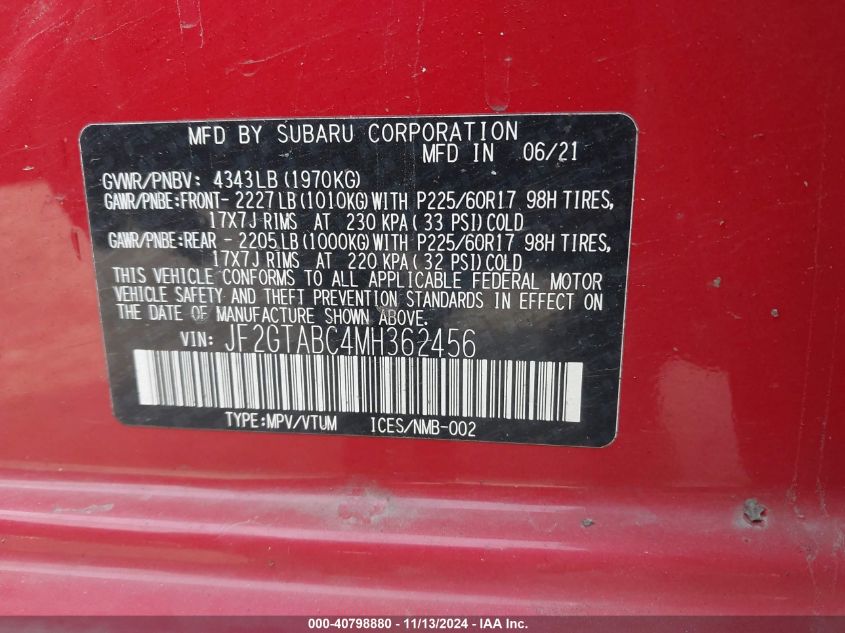 MFD BY SUBARU CORPORATION
MFD IN 06/21
GVWR/PNBV: 4343LB (1970KG)
GAWR/PNBE:FRONT- 2227LB (1010KG) WITH P225/60R17 98H TIRES,
17X7J RIMS AT 230 KPA ( 33 PSI) COLD
GAWR/PNBE:REAR - 2205LB (1000KG) WITH P225/60R17 98H TIRES,
17X7J RIMS AT 220 KPA ( 32 PSI) COLD
THIS VEHICLE CONFORMS TO ALL APPLICABLE FEDERAL MOTOR
VEHICLE SAFETY AND THEFT PREVENTION STANDARDS IN EFFECT ON
THE DATE OF MANUFACTURE SHOWN ABOVE.
VIN: JF2GTABC4MH362456
TYPE:MPV/VTUM ICES/NMB-002
000-40798880 - 11/13/2024 - IAA Inc.